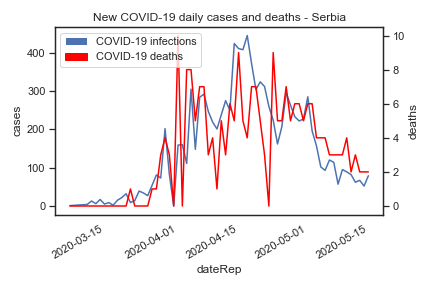 New COVID-19 daily cases and deaths - Serbia
COVID-19 infections
COVID-19 deaths
400
300
200
100
0
cases
10
8
6
4
2
0
deaths
2020-03-15
2020-04-01
2020-04-15
2020-05-01
2020-05-15
dateRep